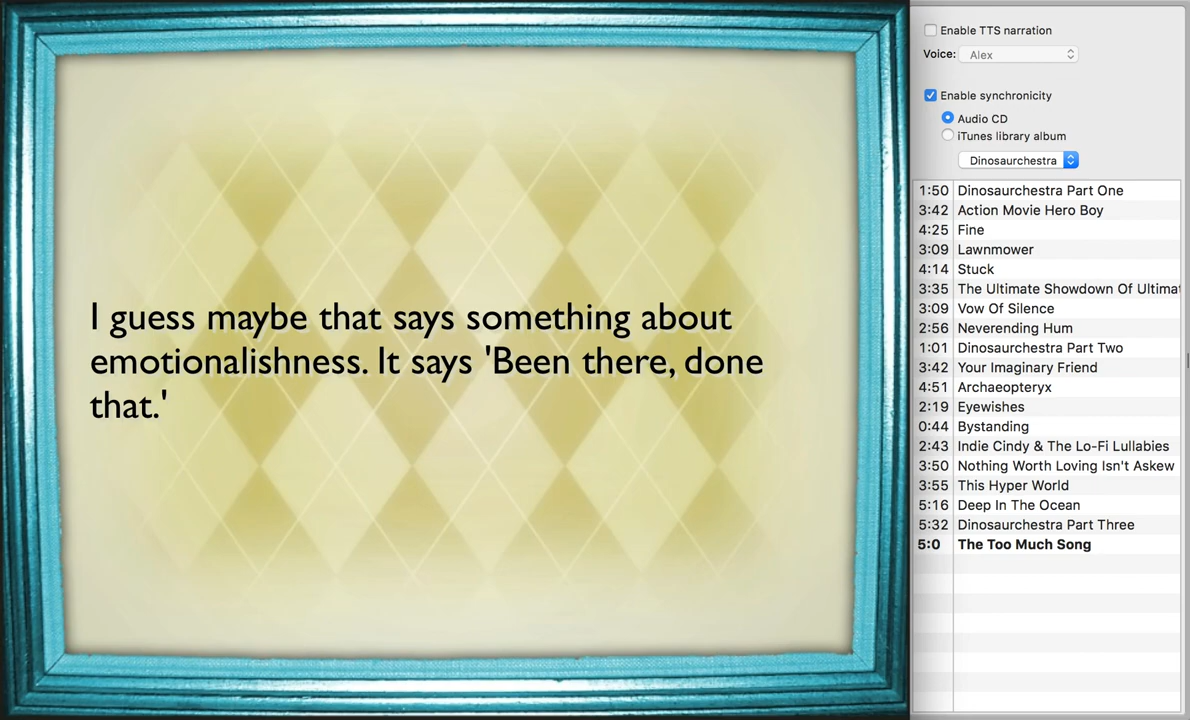 I guess maybe that says something about
emotionalishness. It says 'Been there, done
that.'
Enable TTS narration
Voice: Alex
Enable synchronicity
Audio CD
iTunes library album
Dinosaurchestra
1:50 Dinosaurchestra Part One
3:42 Action Movie Hero Boy
4:25 Fine
3:09 Lawnmower
4:14 Stuck
3:35 The Ultimate Showdown Of Ultimat
3:09 Vow Of Silence
2:56 Neverending Hum
1:01 Dinosaurchestra Part Two
3:42 Your Imaginary Friend
4:51 Archaeopteryx
2:19 Eyewishes
0:44 Bystanding
2:43 Indie Cindy & The Lo-Fi Lullabies
3:50 Nothing Worth Loving Isn't Askew
3:55 This Hyper World
5:16 Deep In The Ocean
5:32 Dinosaurchestra Part Three
5:0 The Too Much Song